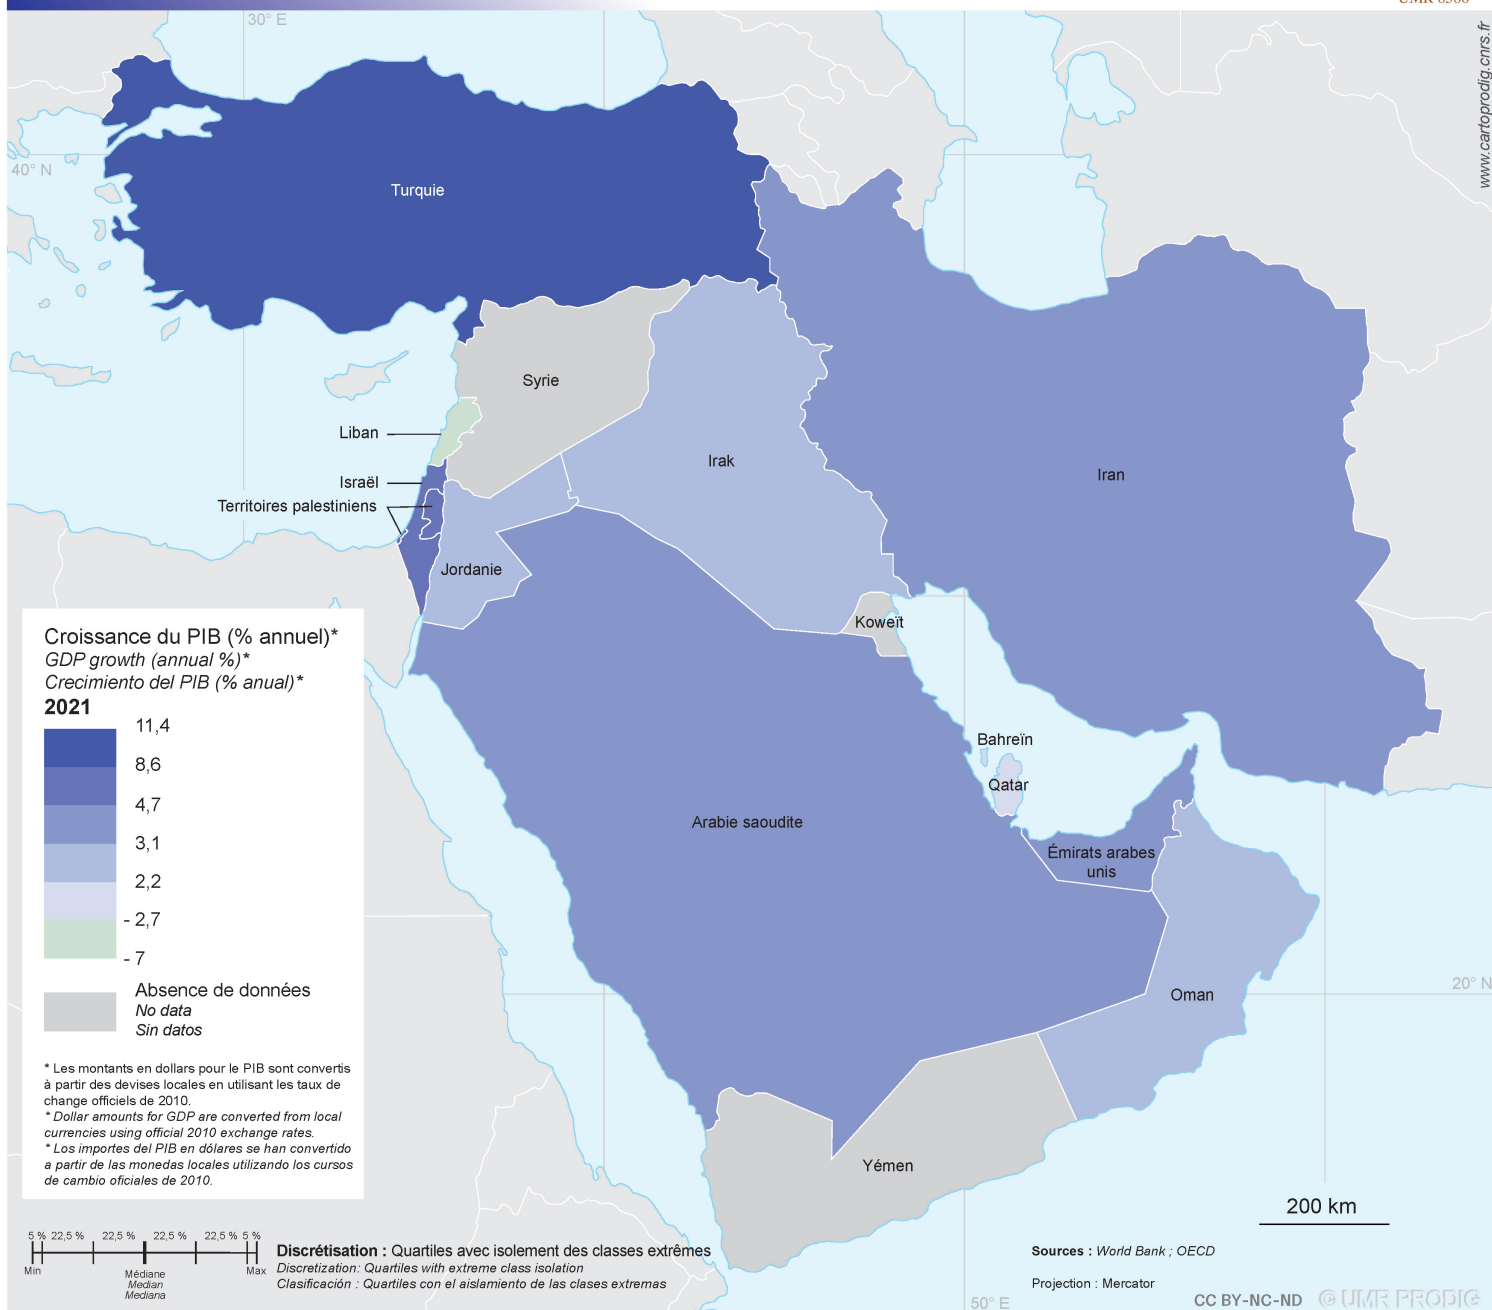 30° E
www.cartoprodig.cnrs.fr
40° N
Turquie
Syrie
Liban
Irak
Iran
Israël
Territoires palestiniens
Jordanie
Koweït
Croissance du PIB (% annuel)*
GDP growth (annual %)*
Crecimiento del PIB (% anual)*
2021
11,4
8,6
4,7
3,1
2,2
- 2,7
- 7
Absence de données
No data
Sin datos
Bahreïn
Qatar
Arabie saoudite
Émirats arabes
unis
Oman
20° N
Yémen
* Les montants en dollars pour le PIB sont convertis
à partir des devises locales en utilisant les taux de
change officiels de 2010.
* Dollar amounts for GDP are converted from local
currencies using official 2010 exchange rates.
* Los importes del PIB en dólares se han convertido
a partir de las monedas locales utilizando los cursos
de cambio oficiales de 2010.
200 km
5 % 22,5 % 22,5 % 22,5 % 22,5 % 5 %
Min
Médiane
Median
Mediana
Max
Discrétisation : Quartiles avec isolement des classes extrêmes
Discretization: Quartiles with extreme class isolation
Clasificación : Quartiles con el aislamiento de las clases extremas
Sources : World Bank ; OECD
Projection : Mercator
50° E
CC BY-NC-ND © UMR PRODIG